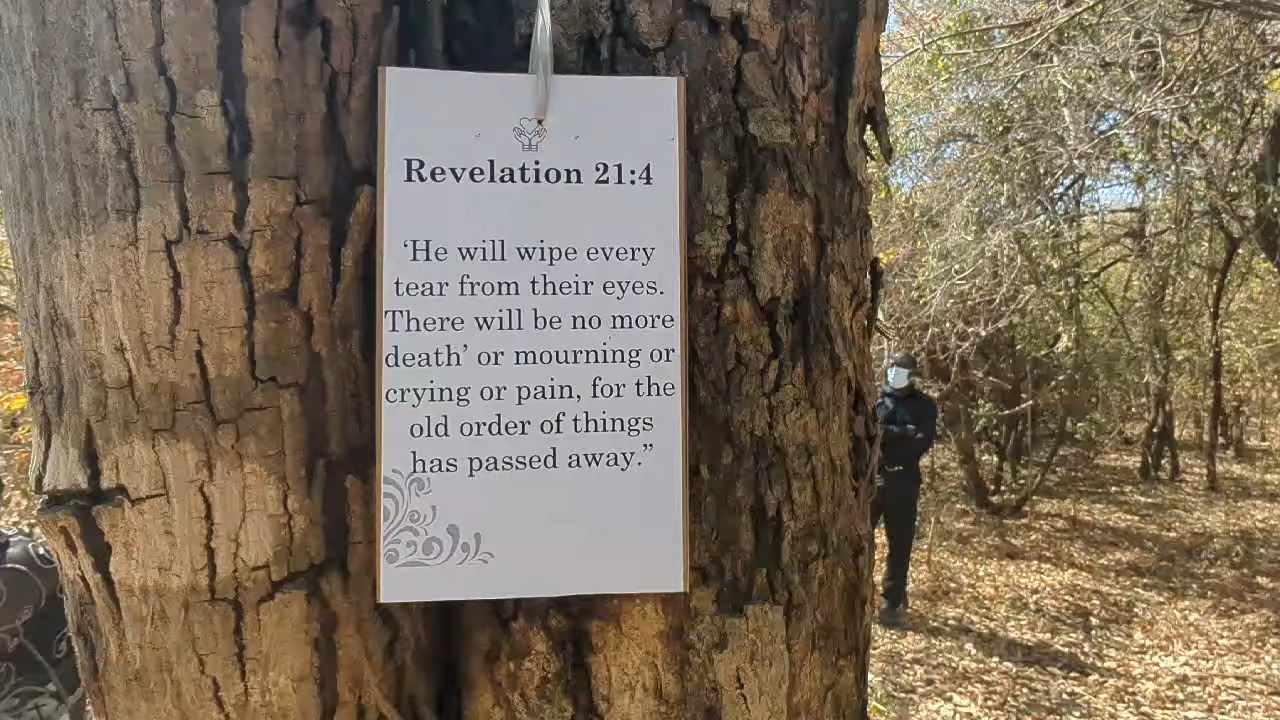 Revelation 21:4
‘He will wipe every
tear from their eyes.
There will be no more
death’ or mourning or
crying or pain, for the
old order of things
has passed away.”